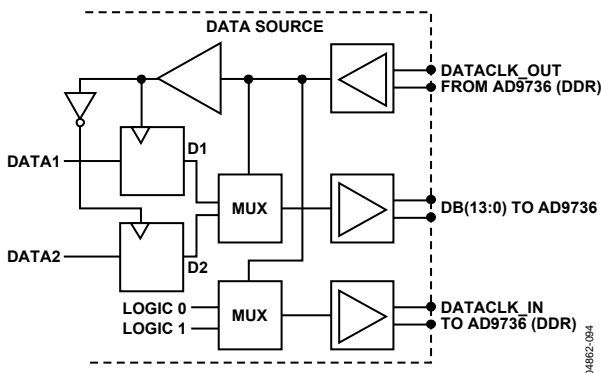 DATA SOURCE
DATACLK_OUT
FROM AD9736 (DDR)
DATA1
D1
MUX
DB(13:0) TO AD9736
DATA2
D2
LOGIC 0
LOGIC 1
MUX
DATACLK_IN
TO AD9736 (DDR)
04862-094